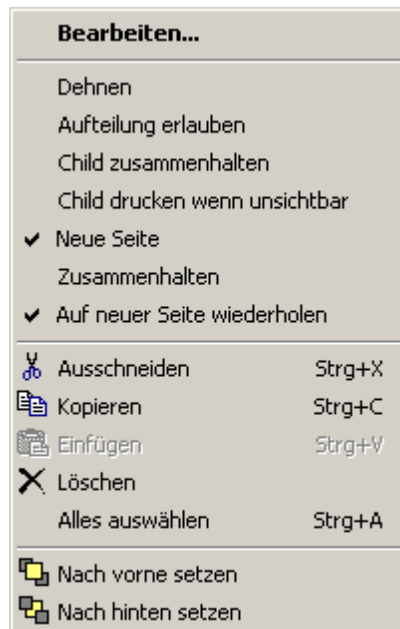 Bearbeiten...
Dehnen
Aufteilung erlauben
Child zusammenhalten
Child drucken wenn unsichtbar
Neue Seite
Zusammenhalten
Auf neuer Seite wiederholen
Ausschneiden Strg+X
Kopieren Strg+C
Einfügen Strg+V
Löschen
Alles auswählen Strg+A
Nach vorne setzen
Nach hinten setzen